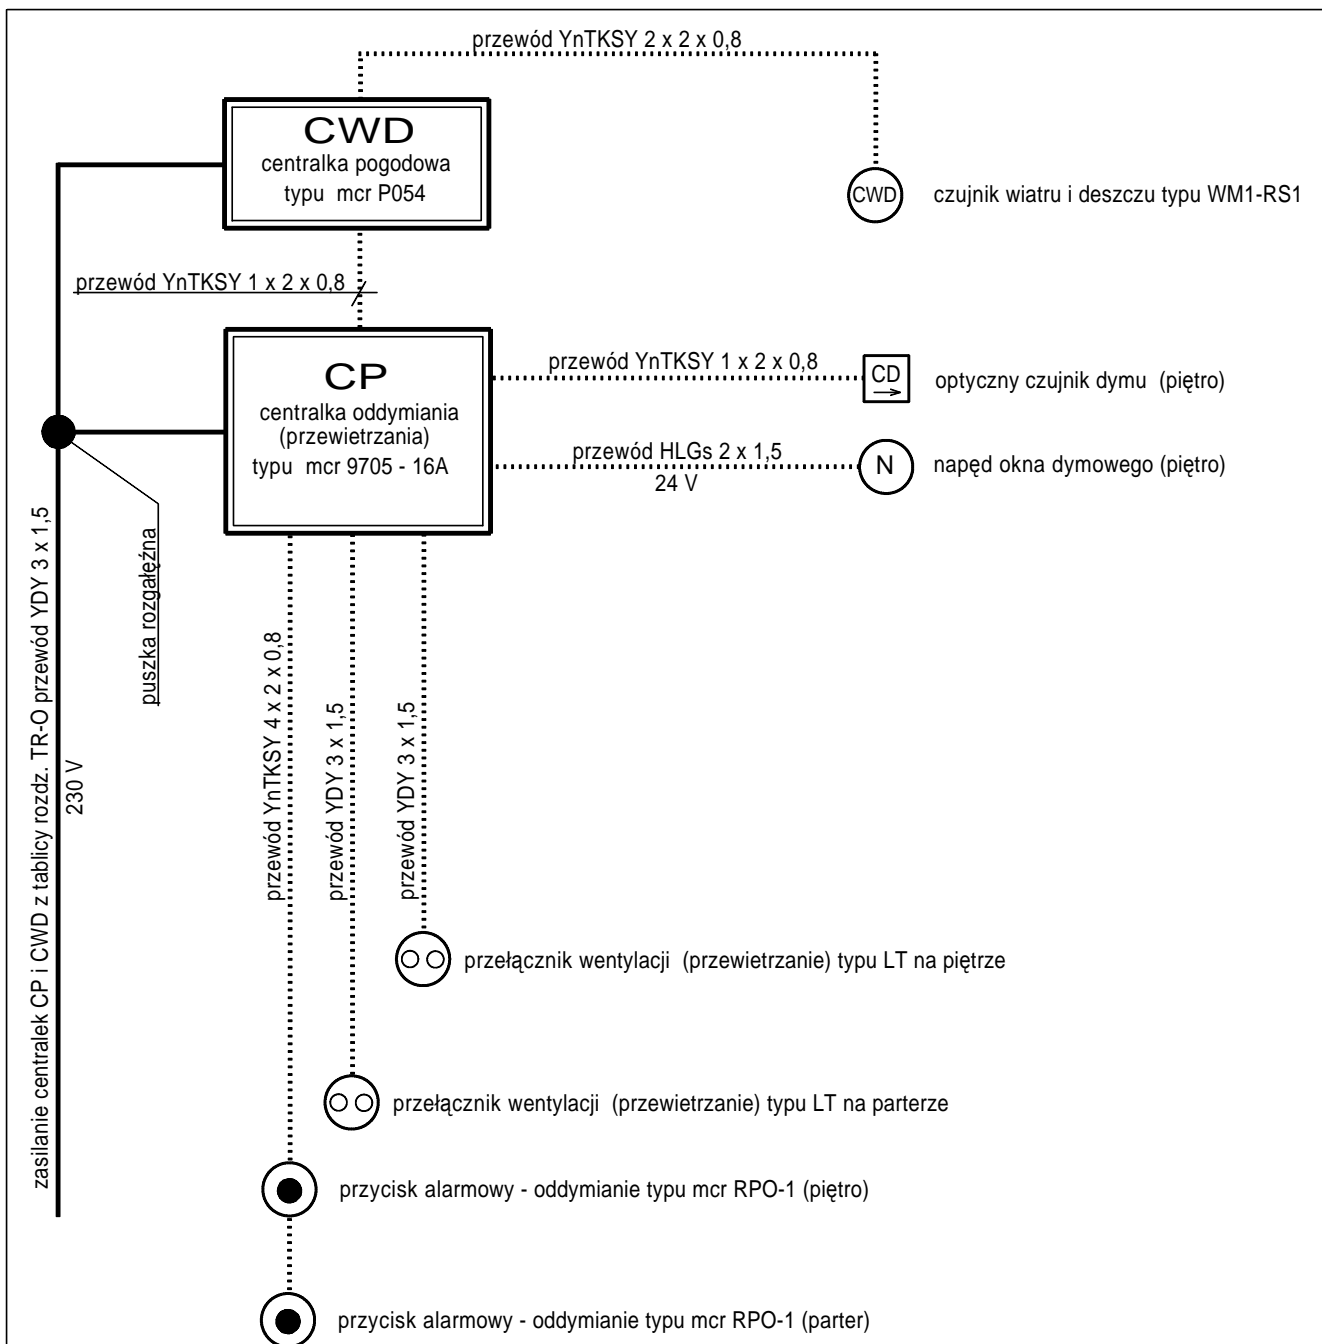 przewód YnTKSY 2 x 2 x 0,8
CWD
centralka pogodowa
typu mcr P054
CWD
czujnik wiatru i deszczu typu WM1-RS1
przewód YnTKSY 1 x 2 x 0,8
CP
centralka oddymiania
(przewietrzania)
typu mcr 9705 - 16A
przewód YnTKSY 1 x 2 x 0,8
CD
optyczny czujnik dymu (piętro)
przewód HLGs 2 x 1,5
24 V
N
napęd okna dymowego (piętro)
zasilanie centralek CP i CWD z tablicy rozdz. TR-O przewód YDY 3 x 1,5
230 V
puszka rozgałęźna
przewód YnTKSY 4 x 2 x 0,8
przewód YDY 3 x 1,5
przewód YDY 3 x 1,5
przełącznik wentylacji (przewietrzanie) typu LT na piętrze
przełącznik wentylacji (przewietrzanie) typu LT na parterze
przycisk alarmowy - oddymianie typu mcr RPO-1 (piętro)
przycisk alarmowy - oddymianie typu mcr RPO-1 (parter)